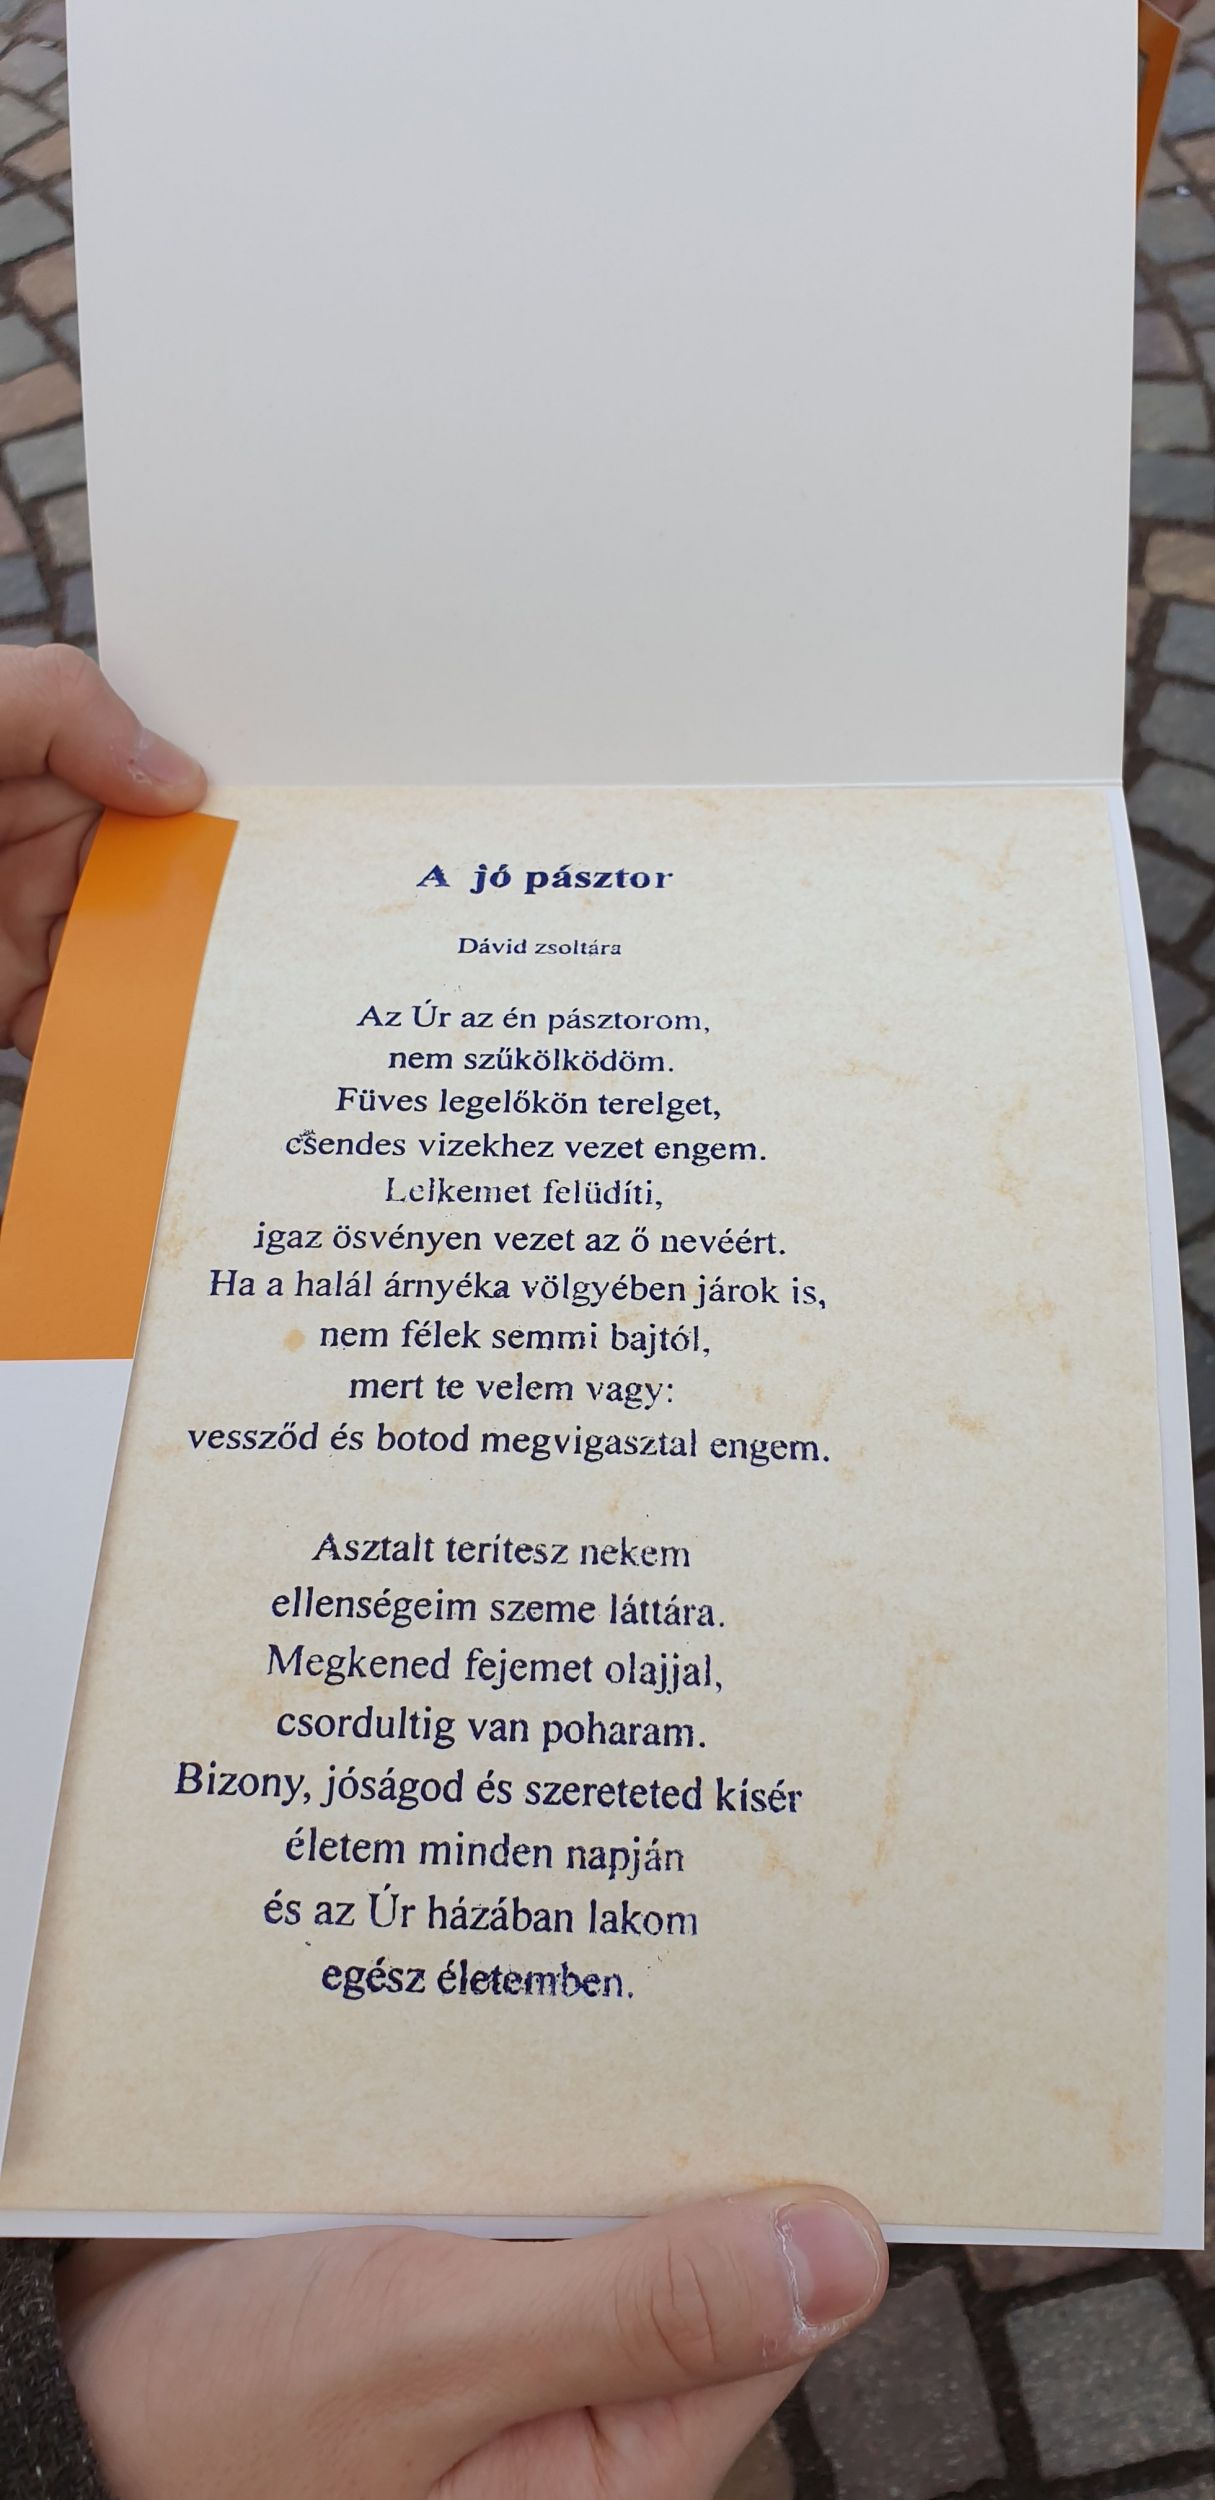 A jó pásztor
Dávid zsoltára
Az Úr az én pásztorom,
nem szűkölködöm.
Füves legelőkön terelget,
csendes vizekhez vezet engem.
Lelkemet felüdíti,
igaz ösvényen vezet az ő nevéért.
Ha a halál árnyéka völgyében járok is,
nem félek semmi bajtól,
mert te velem vagy:
vessződ és botod megvigasztal engem.
Asztalt terítesz nekem
ellenségeim szeme láttára.
Megkened fejemet olajjal,
csordultig van poharam.
Bizony, jóságod és szereteted kísér
életem minden napján
és az Úr házában lakom
egész életemben.